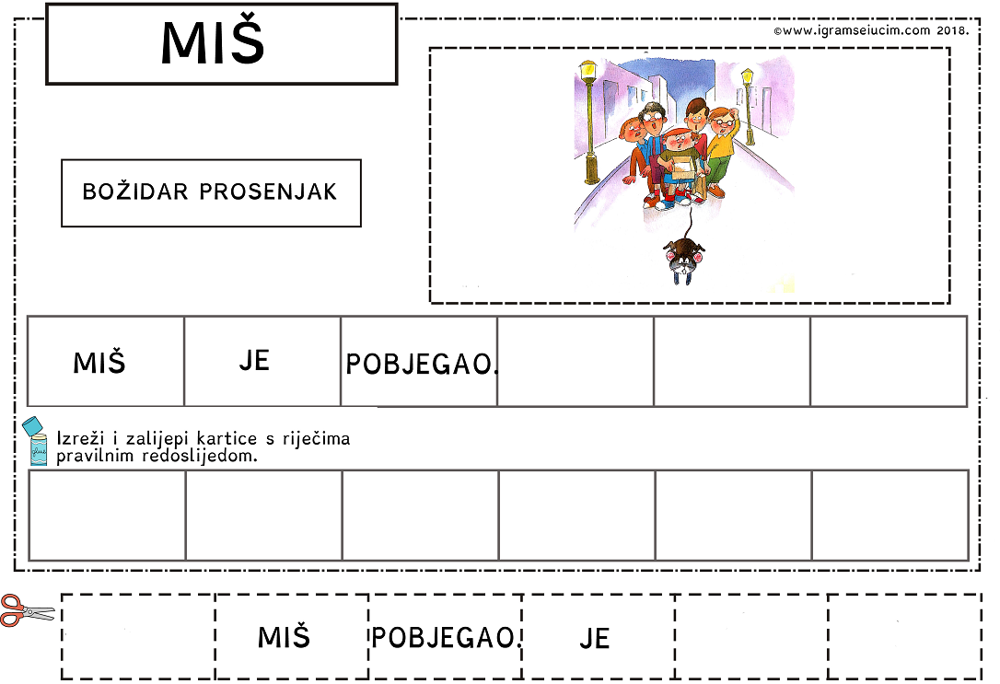 MIŠ
©www.igramseiucim.com 2018.
BOŽIDAR PROSENJAK
MIŠ JE POBJEGAO.
glue
Izreži i zalijepi kartice s riječima
pravilnim redoslijedom.
MIŠ POBJEGAO. JE